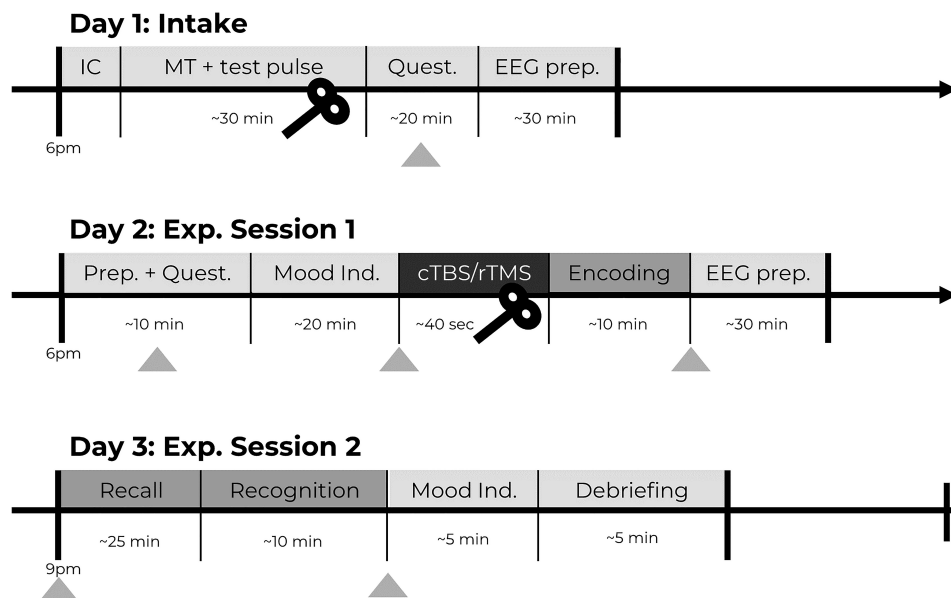 Day 1: Intake
IC MT + test pulse Quest. EEG prep.
~30 min ~20 min ~30 min
6pm
Day 2: Exp. Session 1
Prep. + Quest. Mood Ind. cTBS/rTMS Encoding EEG prep.
~10 min ~20 min ~40 sec ~10 min ~30 min
6pm
Day 3: Exp. Session 2
Recall Recognition Mood Ind. Debriefing
~25 min ~10 min ~5 min ~5 min
9pm